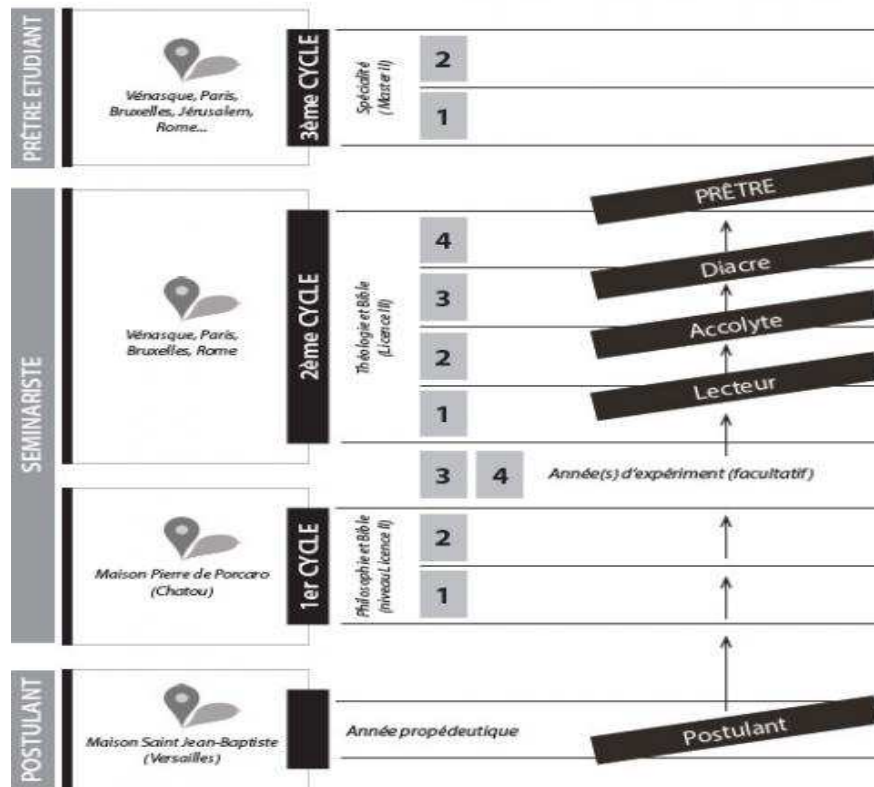 PRÊTRE ETUDIANT
Vénasque, Paris,
Bruxelles, Jérusalem,
Rome...
3ème CYCLE
Spécialité
(Master II)
2
1
PRÊTRE
SEMINARISTE
Vénasque, Paris,
Bruxelles, Rome
2ème CYCLE
Théologie et Bible
(Licence III)
4
Diacre
3
Accolyte
2
Lecteur
1
3 4 Année(s) d'expériment (facultatif)
Maison Pierre de Porcaro
(Chatou)
1er CYCLE
Philosophie et Bible
(niveau Licence II)
2
1
POSTULANT
Maison Saint Jean-Baptiste
(Versailles)
Année propédeutique
Postulant